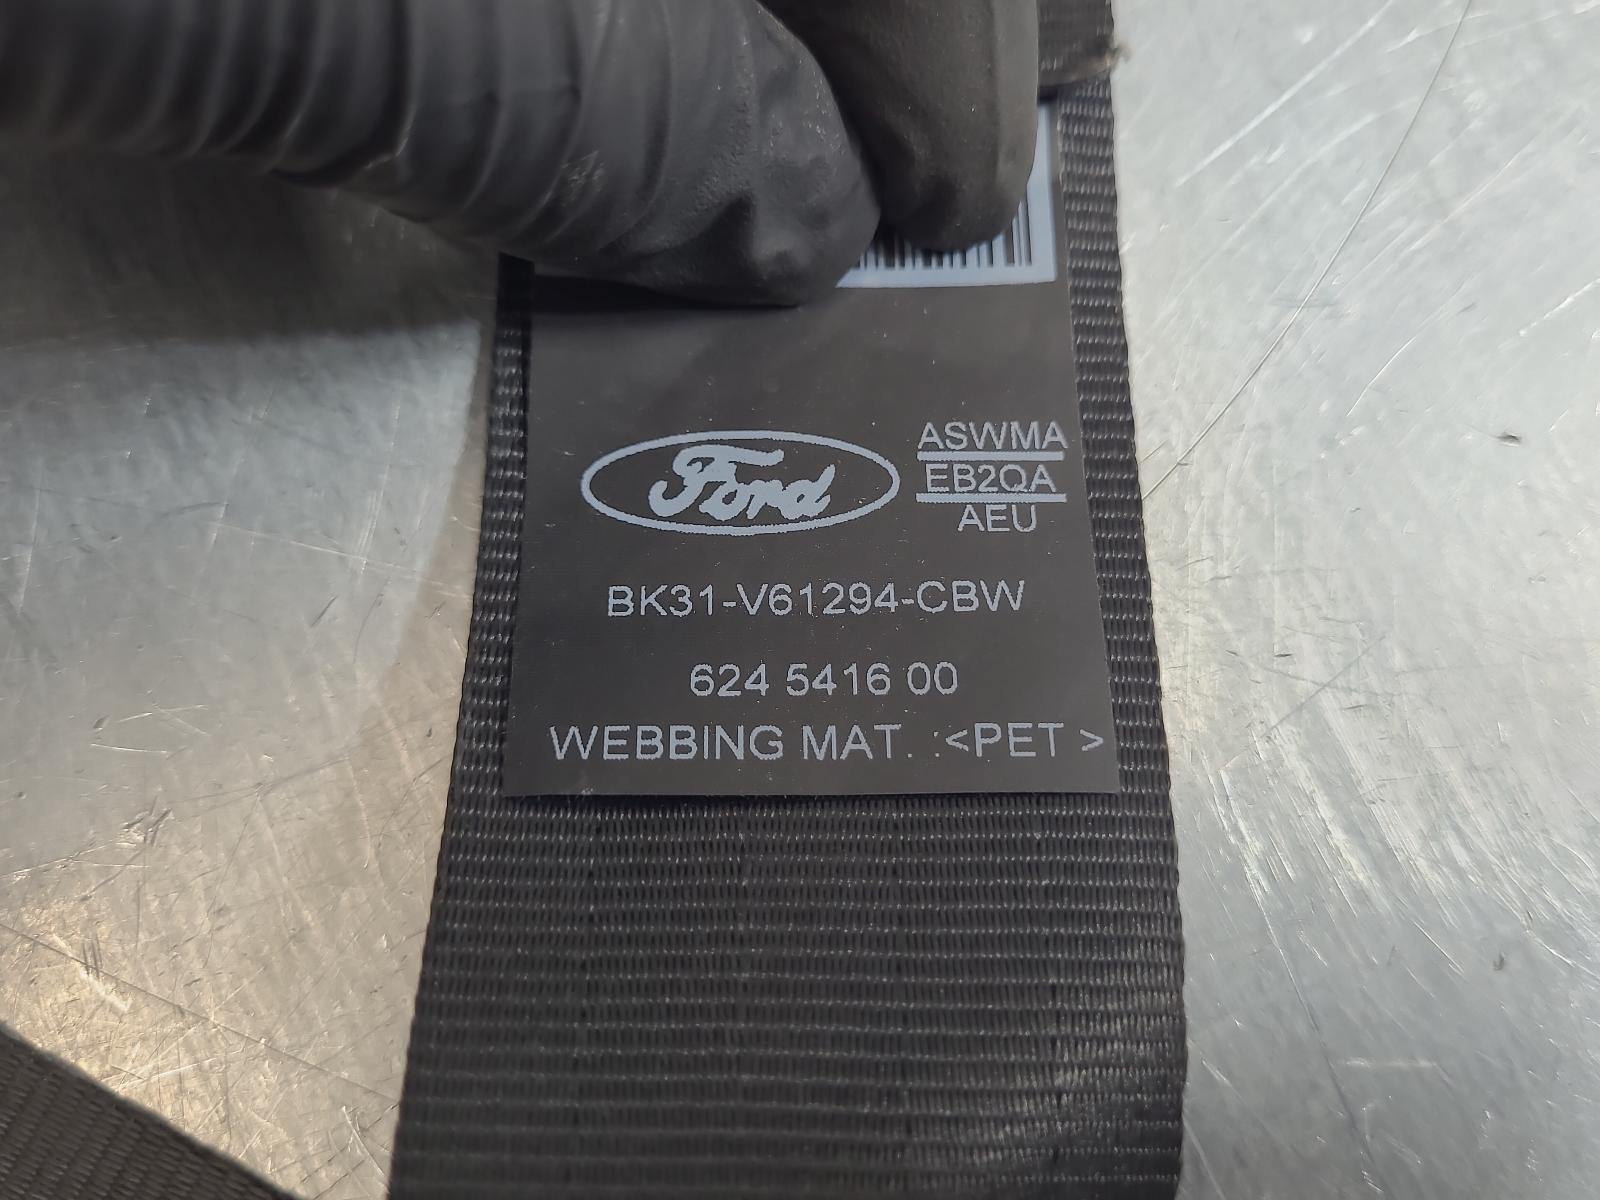 ASWMA
EB2QA
AEU
Ford
BK31-V61294-CBW
624 5416 00
WEBBING MAT. :<PET >